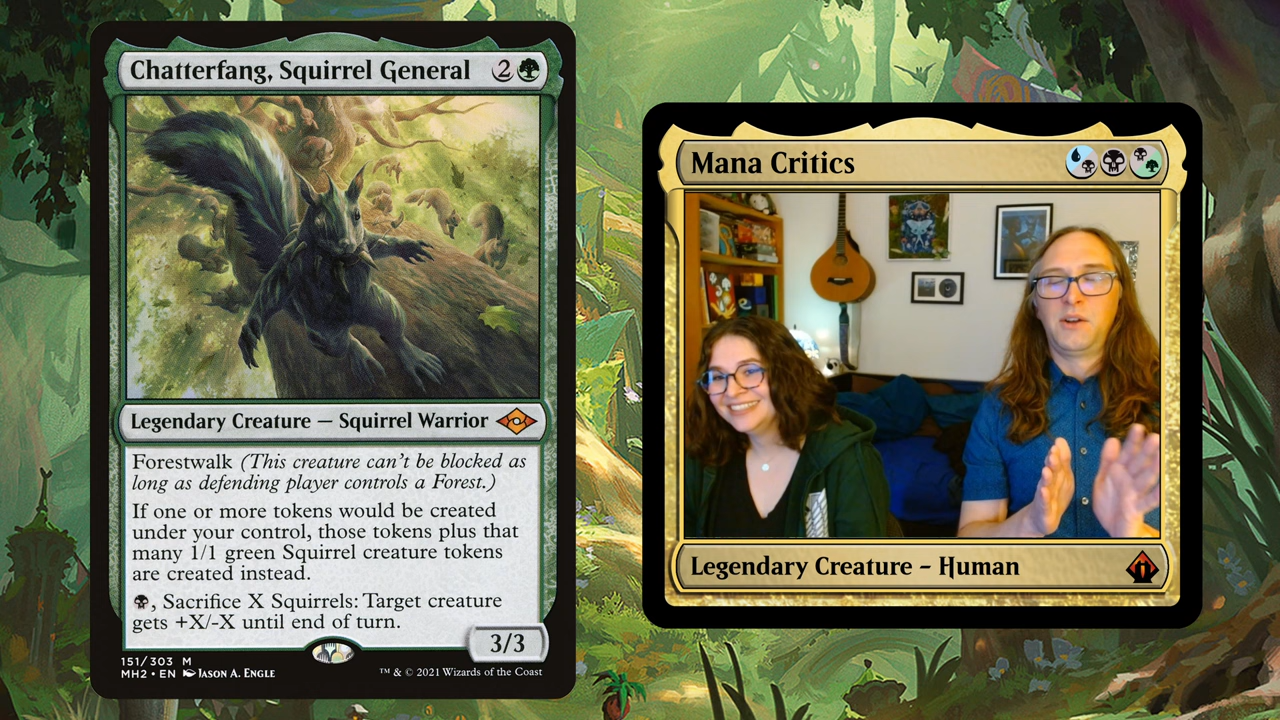 Chatterfang, Squirrel General 2
Legendary Creature — Squirrel Warrior
Forestwalk (This creature can't be blocked as
long as defending player controls a Forest.)
If one or more tokens would be created
under your control, those tokens plus that
many 1/1 green Squirrel creature tokens
are created instead.
, Sacrifice X Squirrels: Target creature
gets +X/-X until end of turn.
3/3
151/303 M
MH2 • EN JASON A. ENGLE
™ & © 2021 Wizards of the Coast
Mana Critics
Legendary Creature – Human